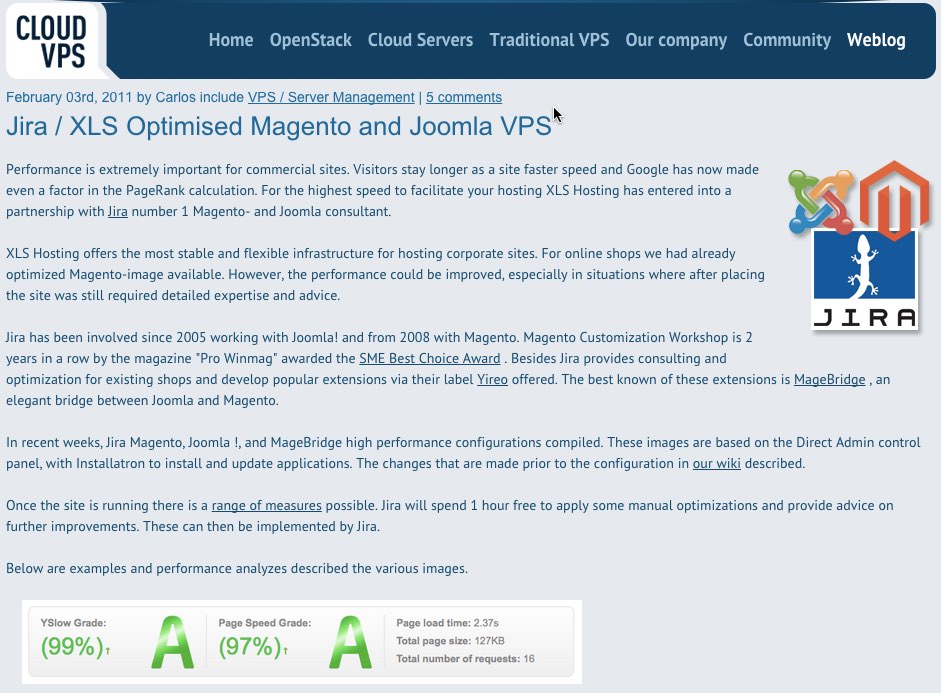 CLOUD
VPS
Home OpenStack Cloud Servers Traditional VPS Our company Community Weblog
February 03rd, 2011 by Carlos include VPS / Server Management | 5 comments
Jira / XLS Optimised Magento and Joomla VPS
Performance is extremely important for commercial sites. Visitors stay longer as a site faster speed and Google has now made
even a factor in the PageRank calculation. For the highest speed to facilitate your hosting XLS Hosting has entered into a
partnership with Jira number 1 Magento- and Joomla consultant.
XLS Hosting offers the most stable and flexible infrastructure for hosting corporate sites. For online shops we had already
optimized Magento-image available. However, the performance could be improved, especially in situations where after placing
the site was still required detailed expertise and advice.
JIRA
Jira has been involved since 2005 working with Joomla! and from 2008 with Magento. Magento Customization Workshop is 2
years in a row by the magazine "Pro Winmag" awarded the SME Best Choice Award . Besides Jira provides consulting and
optimization for existing shops and develop popular extensions via their label Yireo offered. The best known of these extensions is MageBridge , an
elegant bridge between Joomla and Magento.
In recent weeks, Jira Magento, Joomla !, and MageBridge high performance configurations compiled. These images are based on the Direct Admin control
panel, with Installatron to install and update applications. The changes that are made prior to the configuration in our wiki described.
Once the site is running there is a range of measures possible. Jira will spend 1 hour free to apply some manual optimizations and provide advice on
further improvements. These can then be implemented by Jira.
Below are examples and performance analyzes described the various images.
YSlow Grade:
(99%)↑
A
Page Speed Grade:
(97%)↑
A
Page load time: 2.37s
Total page size: 127KB
Total number of requests: 16